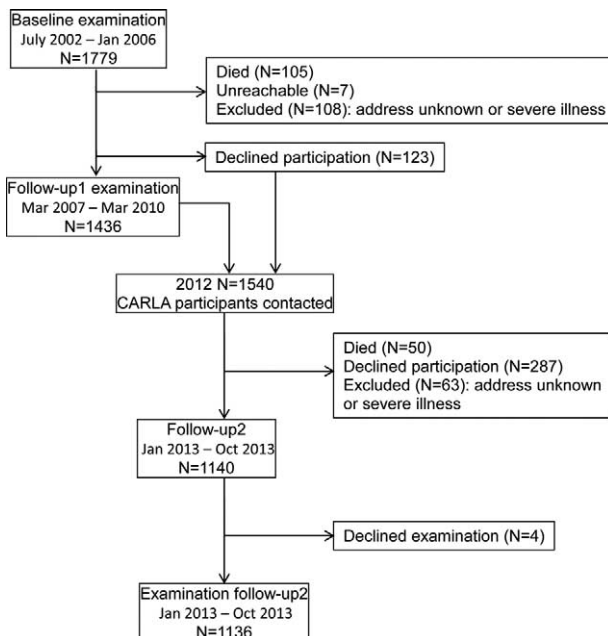 Baseline examination
July 2002 – Jan 2006
N=1779
Died (N=105)
Unreachable (N=7)
Excluded (N=108): address unknown or severe illness
Declined participation (N=123)
Follow-up1 examination
Mar 2007 – Mar 2010
N=1436
2012 N=1540
CARLA participants contacted
Died (N=50)
Declined participation (N=287)
Excluded (N=63): address unknown
or severe illness
Follow-up2
Jan 2013 – Oct 2013
N=1140
Declined examination (N=4)
Examination follow-up2
Jan 2013 – Oct 2013
N=1136